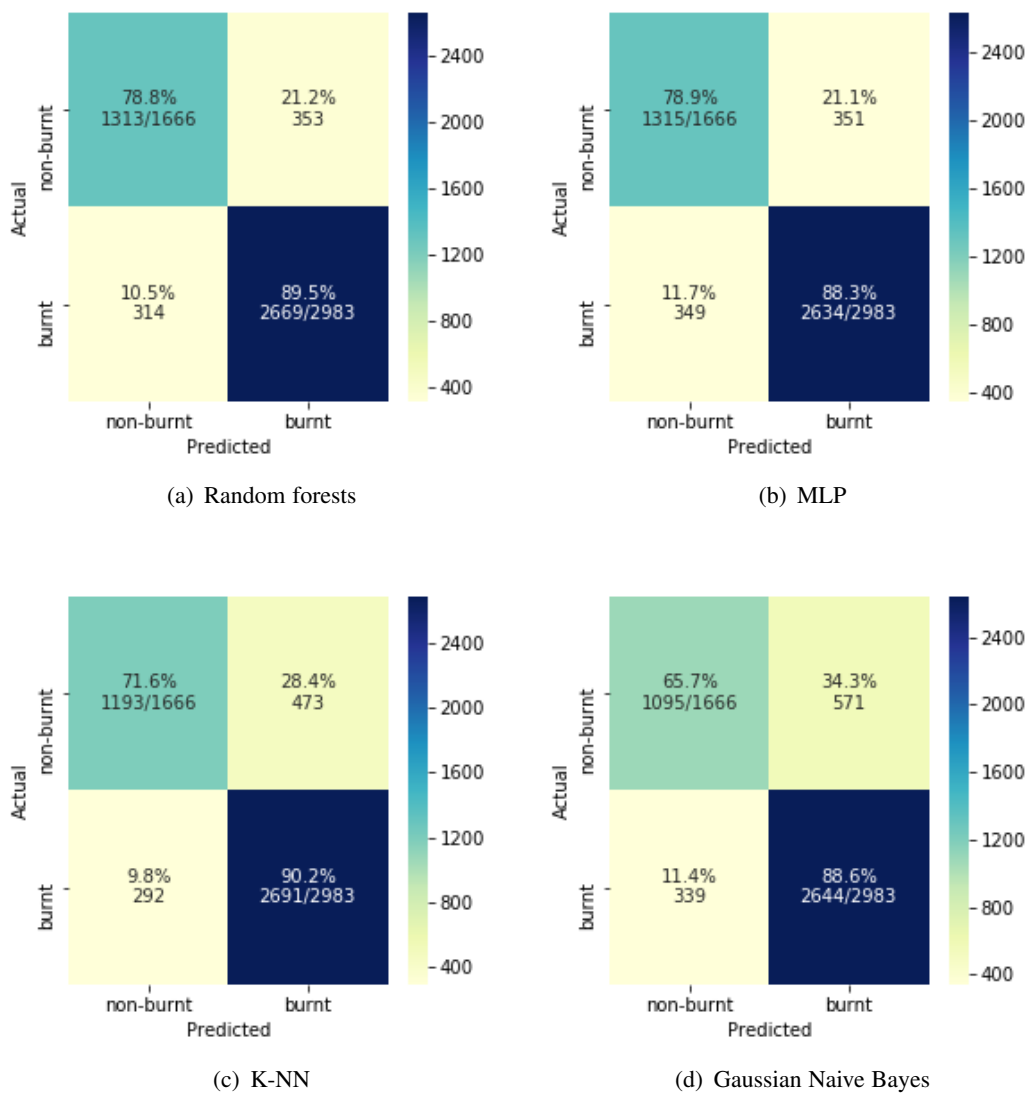 78.8%
1313/1666
21.2%
353
10.5%
314
89.5%
2669/2983
non-burnt
burnt
Actual
non-burnt
burnt
Predicted
2400
2000
1600
1200
800
400
(a) Random forests
78.9%
1315/1666
21.1%
351
11.7%
349
88.3%
2634/2983
non-burnt
burnt
Actual
non-burnt
burnt
Predicted
2400
2000
1600
1200
800
400
(b) MLP
71.6%
1193/1666
28.4%
473
9.8%
292
90.2%
2691/2983
non-burnt
burnt
Actual
non-burnt
burnt
Predicted
2400
2000
1600
1200
800
400
(c) K-NN
65.7%
1095/1666
34.3%
571
11.4%
339
88.6%
2644/2983
non-burnt
burnt
Actual
non-burnt
burnt
Predicted
2400
2000
1600
1200
800
400
(d) Gaussian Naive Bayes